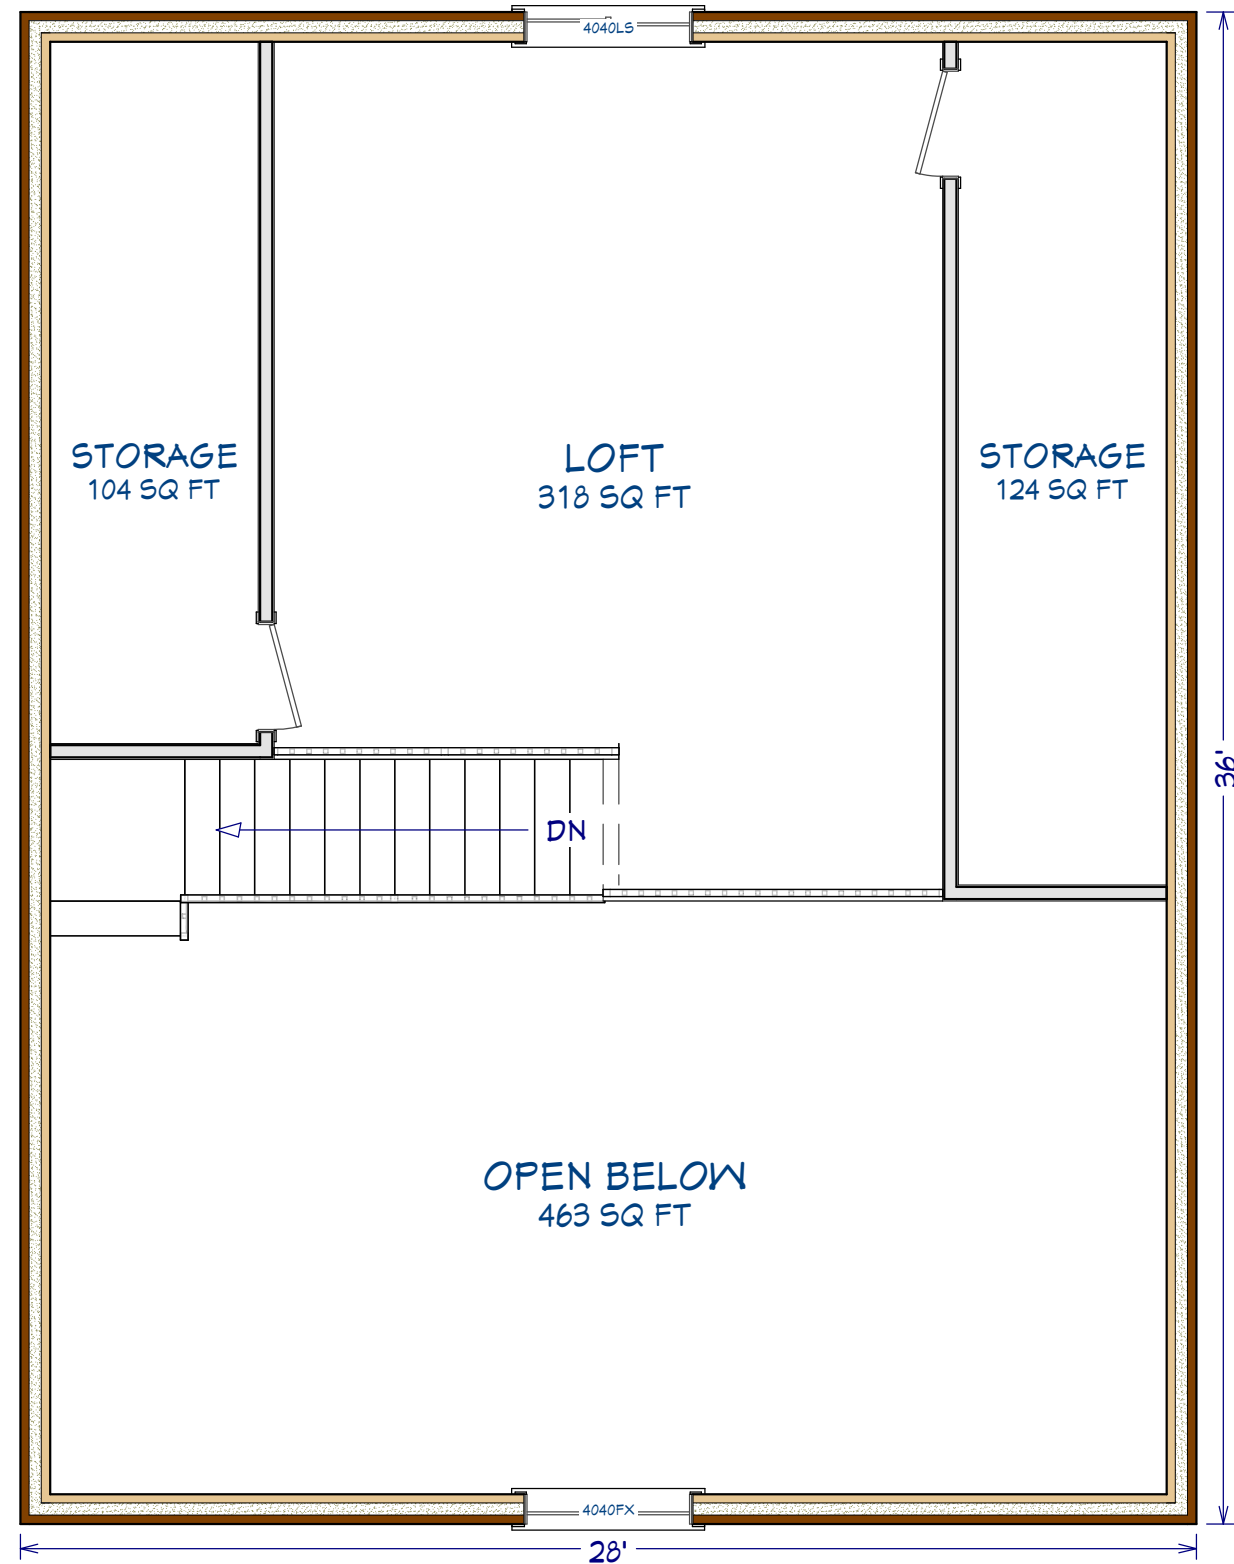 4040LS
STORAGE
104 SQ FT
LOFT
318 SQ FT
STORAGE
124 SQ FT
36'
DN
OPEN BELOW
463 SQ FT
4040FX
28'